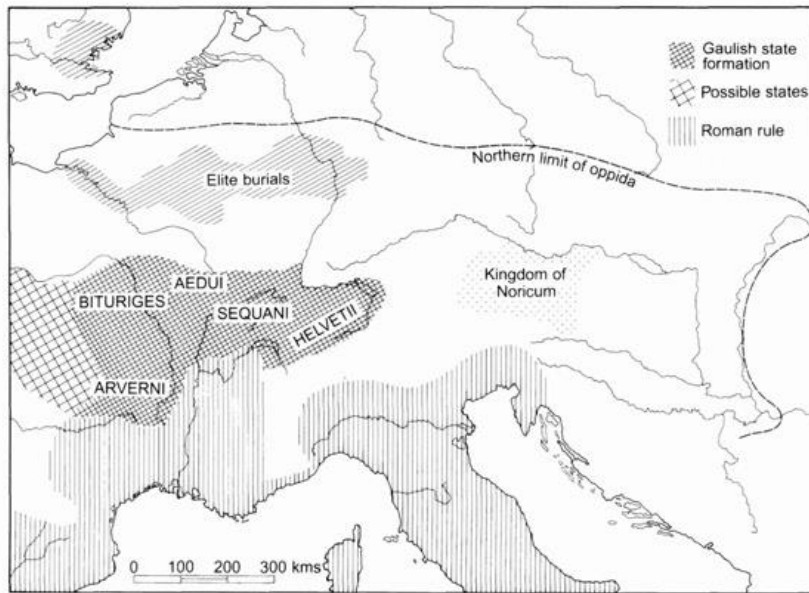 Gaulish state
formation
Possible states
Roman rule
Northern limit of oppida
Elite burials
Kingdom of
Noricum
AEDUI
BITURIGES
SEQUANI
HELVETII
ARVERNI
0 100 200 300 kms